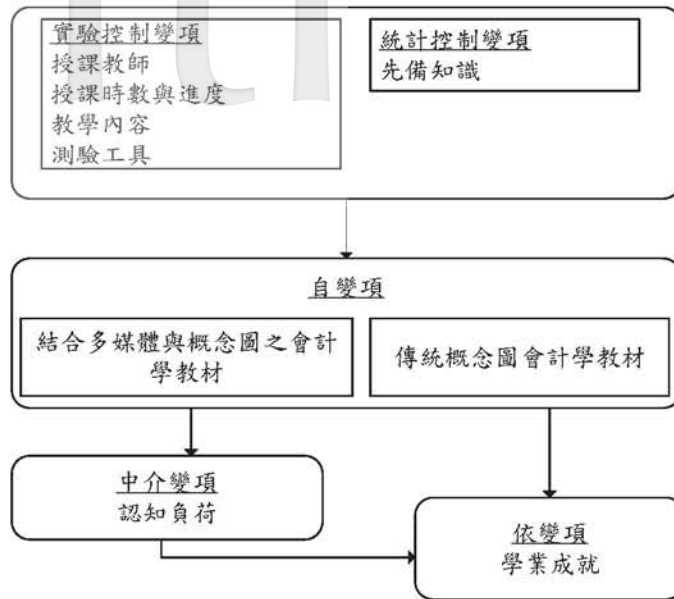 實驗控制變項
授課教師
授課時數與進度
教學內容
測驗工具
統計控制變項
先備知識
自變項
結合多媒體與概念圖之會計
學教材
傳統概念圖會計學教材
中介變項
認知負荷
依變項
學業成就